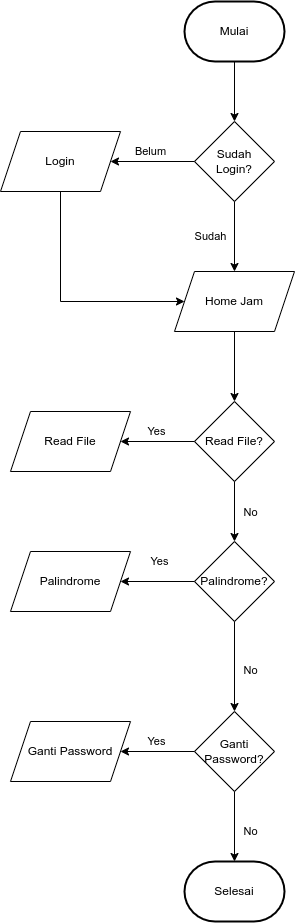 Mulai
Sudah
Login?
Belum
Login
Sudah
Home Jam
Read File?
Yes
Read File
No
Palindrome?
Yes
Palindrome
No
Ganti
Password?
Yes
Ganti Password
No
Selesai